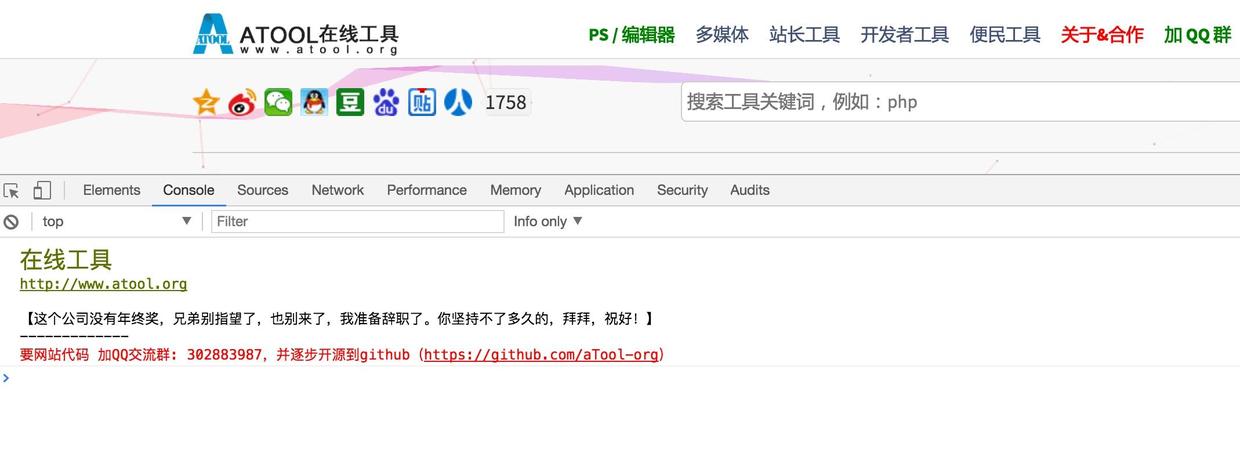 ATOOL在线工具
ATOOL
www.atool.org
PS / 编辑器 多媒体 站长工具 开发者工具 便民工具 关于&合作 加 QQ 群
豆 du 贴 1758 搜索工具关键词，例如：php
Elements Console Sources Network Performance Memory Application Security Audits
top ▼ Filter Info only ▼
在线工具
http://www.atool.org
【这个公司没有年终奖，兄弟别指望了，也别来了，我准备辞职了。你坚持不了多久的，拜拜，祝好！】
-------------
要网站代码 加QQ交流群: 302883987，并逐步开源到github（https://github.com/aTool-org）
>